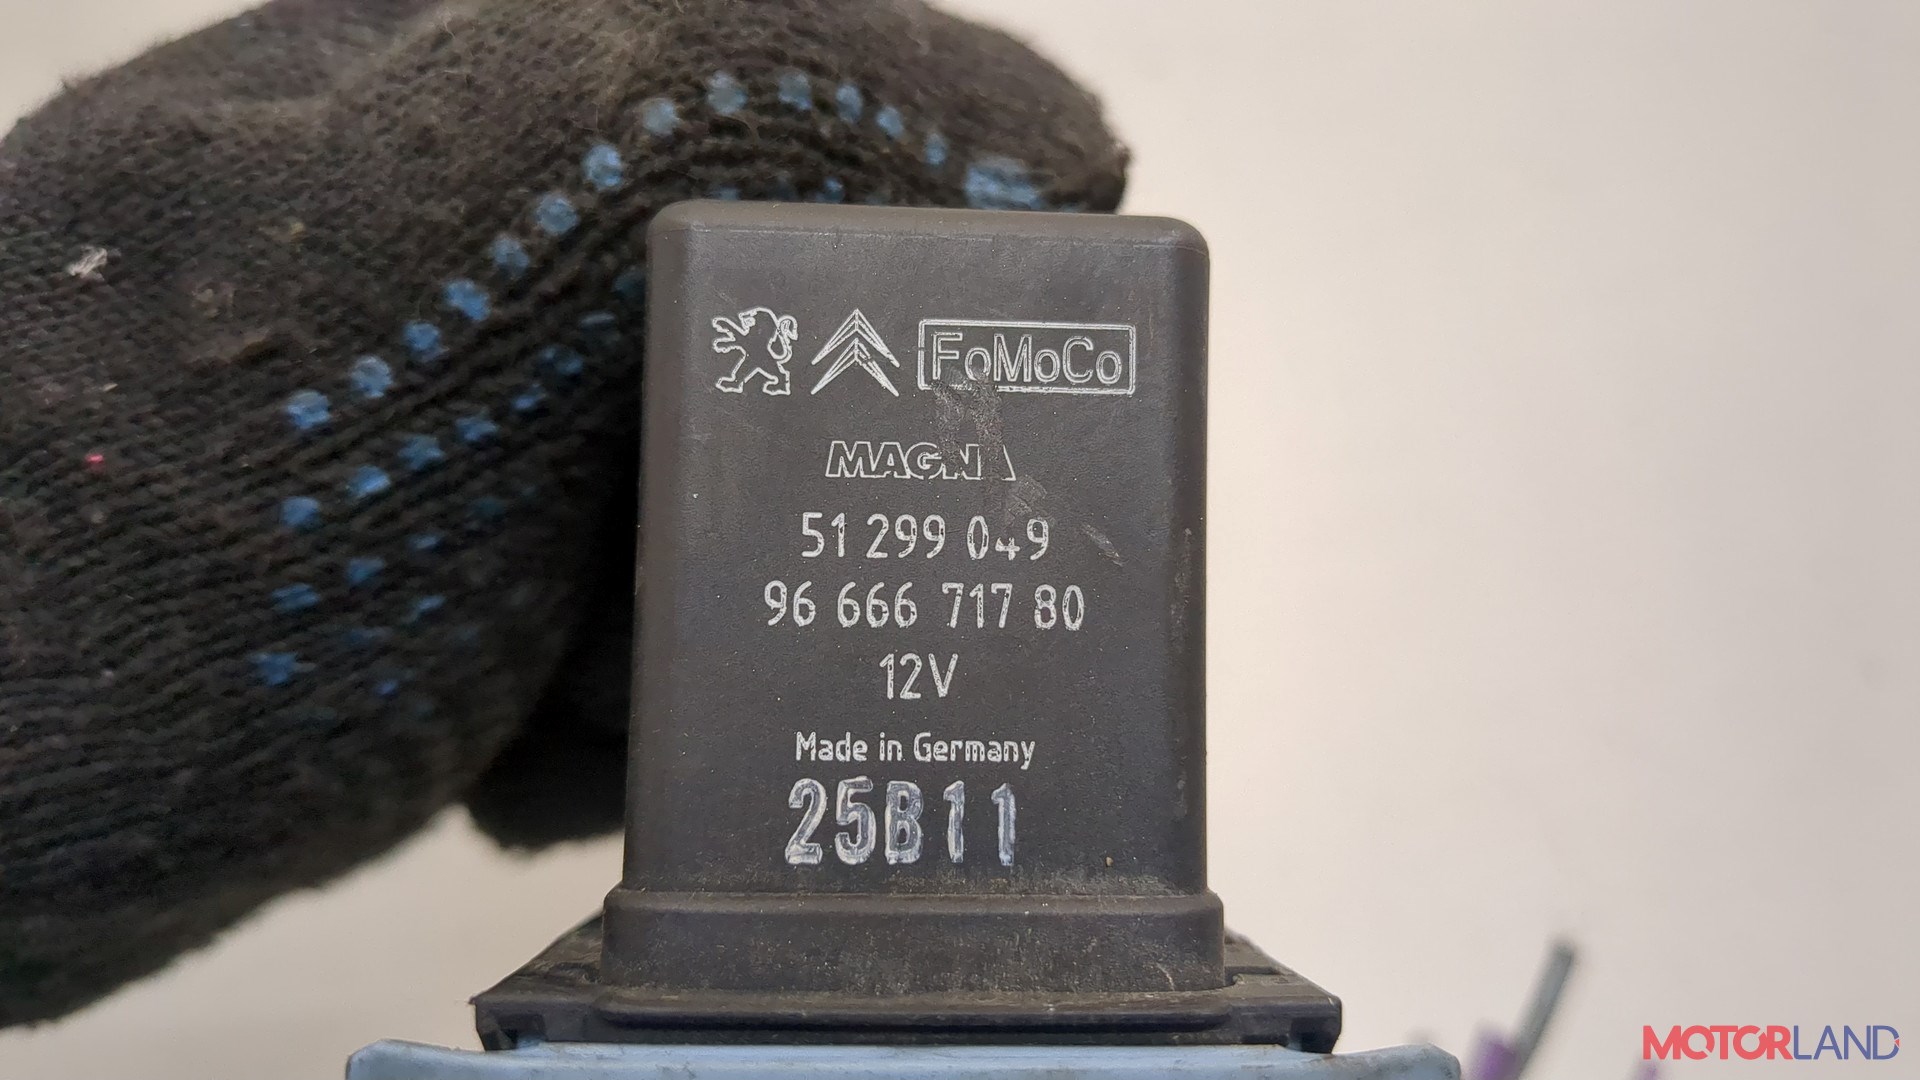 FoMoCo
MAGNA
51 299 049
96 666 717 80
12V
Made in Germany
25B11
MOTORLAND